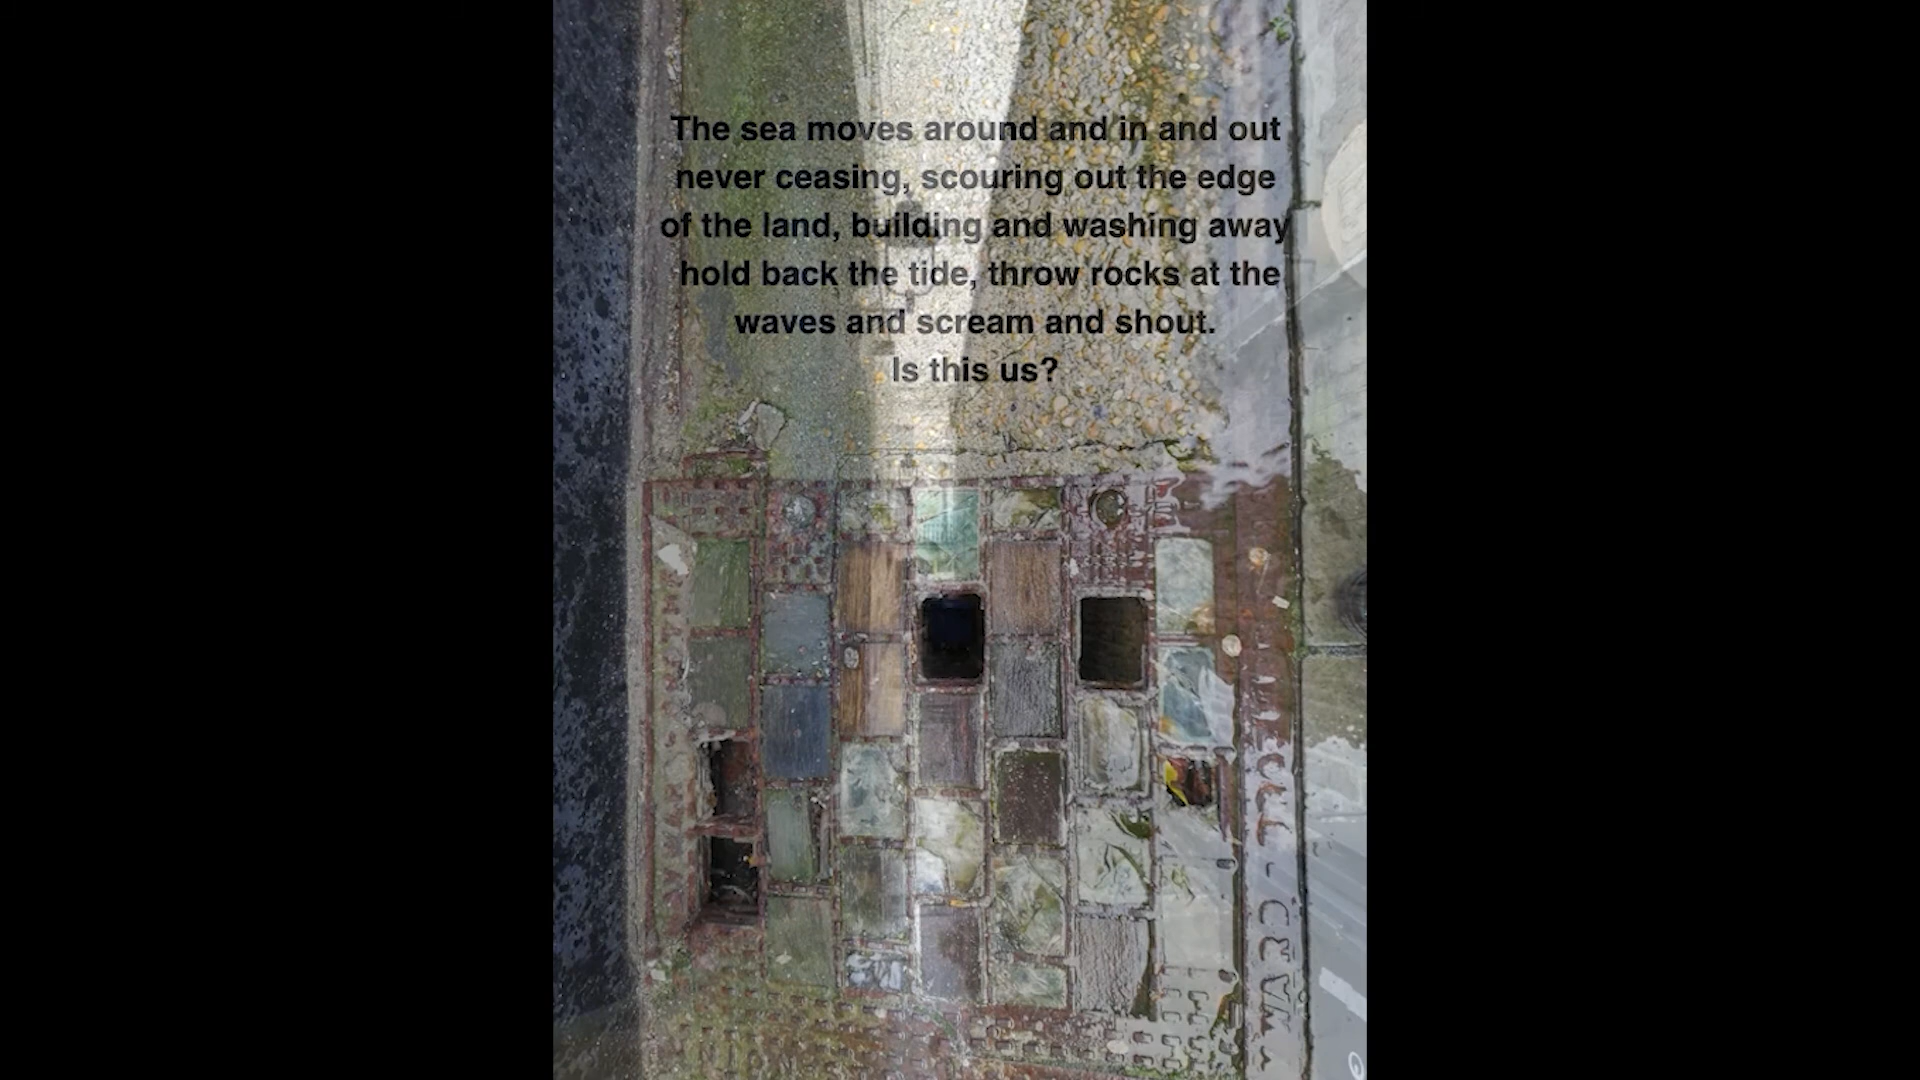 The sea moves around and in and out
never ceasing, scouring out the edge
of the land, building and washing away
hold back the tide, throw rocks at the
waves and scream and shout.
Is this us?